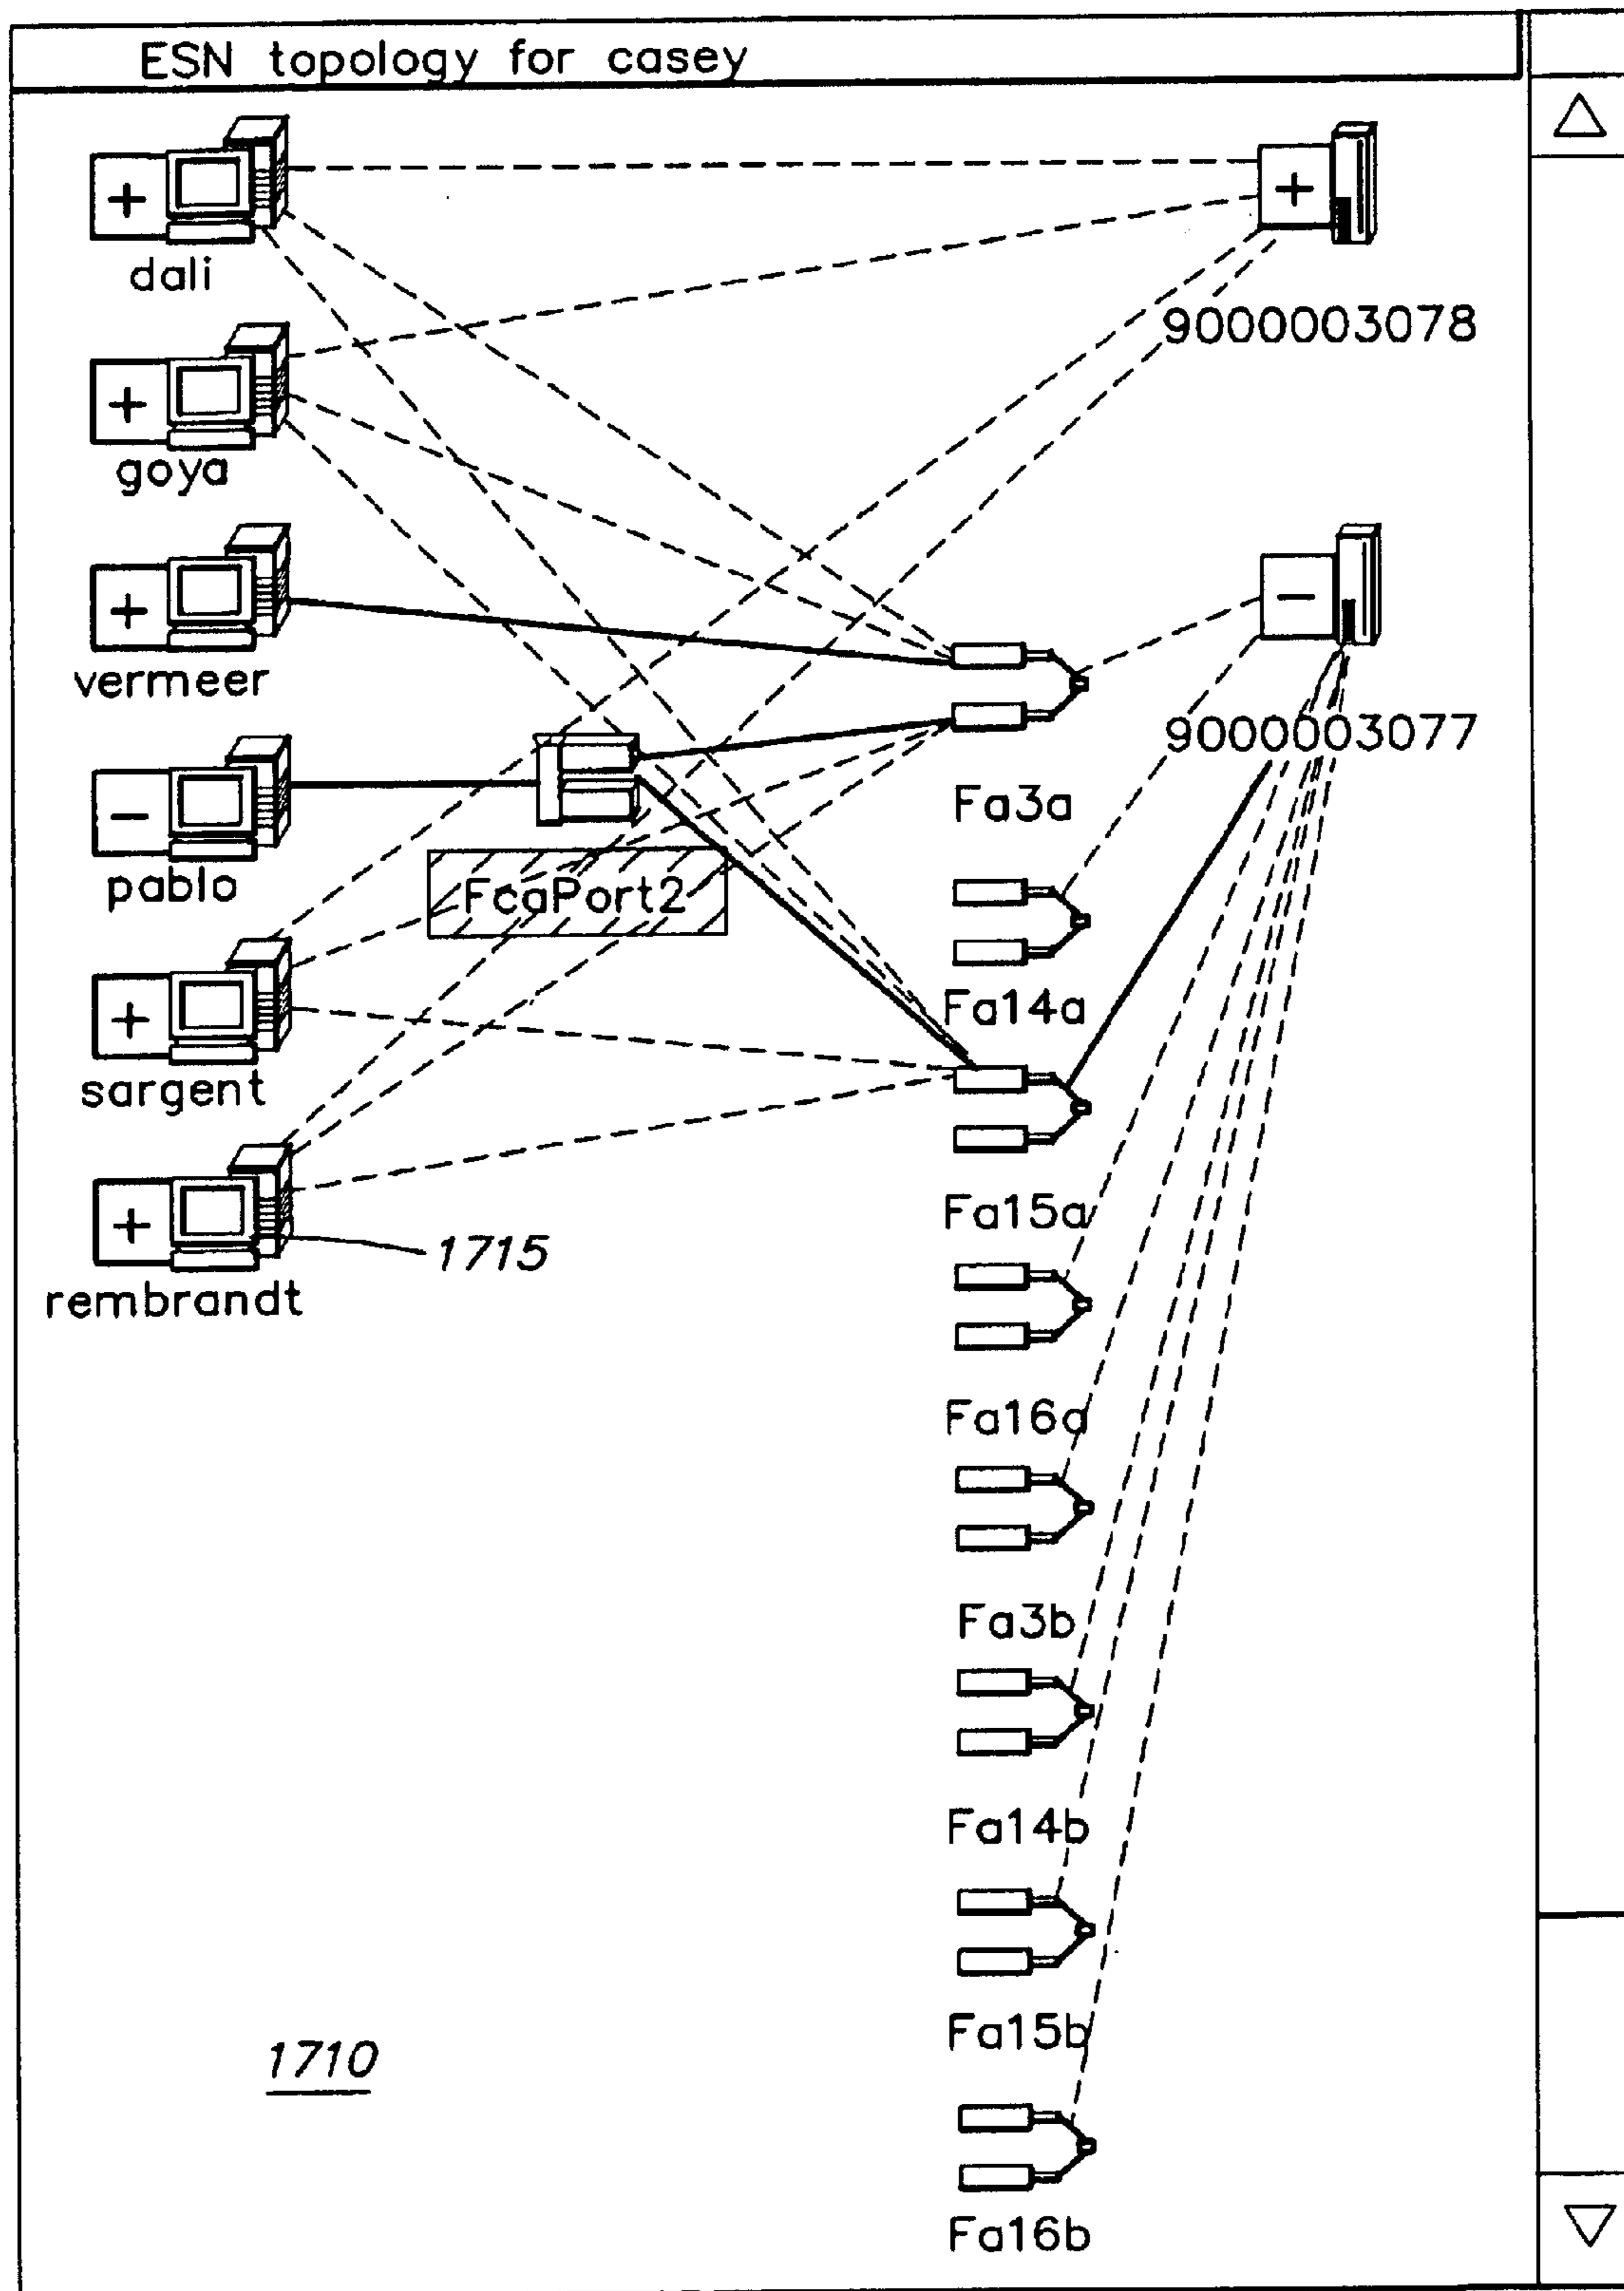 ESN topology for casey
dali
9000003078
goya
vermeer
9000003077
Fa3a
pablo
FcaPort2
Fa14a
sargent
Fa15a
1715
rembrandt
Fa16a
Fa3b
Fa14b
Fa15b
1710
Fa16b